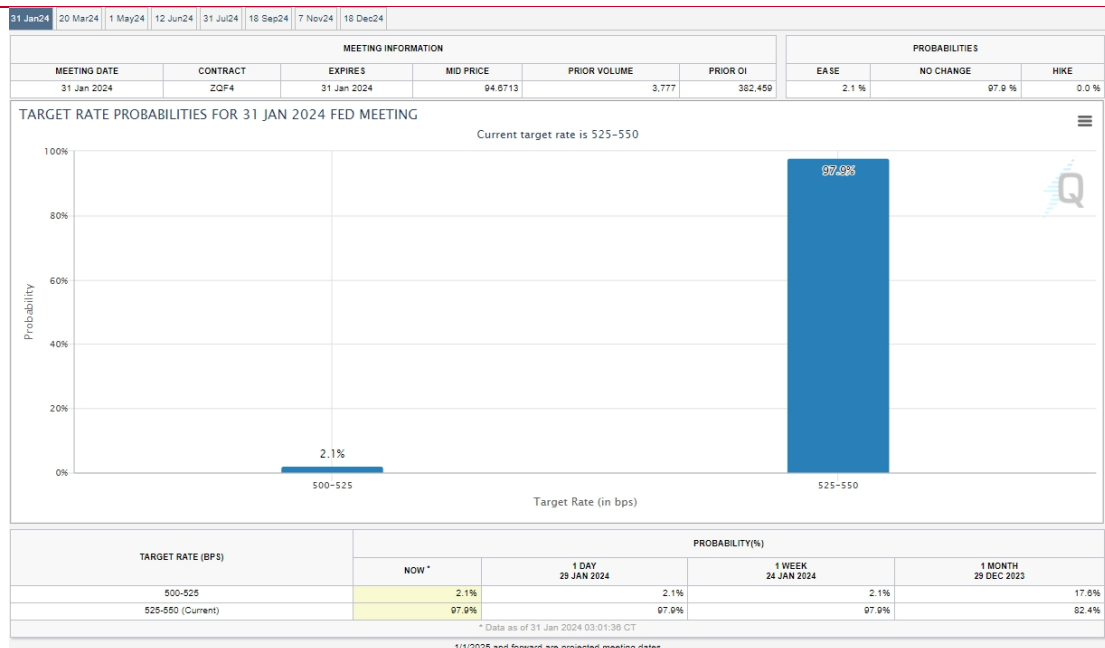 31 Jan24 20 Mar24 1 May24 12 Jun24 31 Jul24 18 Sep24 7 Nov24 18 Dec24
MEETING INFORMATION PROBABILITIES
MEETING DATE CONTRACT EXPIRES MID PRICE PRIOR VOLUME PRIOR OI EASE NO CHANGE HIKE
31 Jan 2024 ZQF4 31 Jan 2024 94.6713 3,777 382,459 2.1 % 97.9 % 0.0 %
TARGET RATE PROBABILITIES FOR 31 JAN 2024 FED MEETING
Current target rate is 525-550
100%
97.9%
Q
80%
60%
Probability
40%
20%
2.1%
0%
500-525 525-550
Target Rate (in bps)
TARGET RATE (BPS) PROBABILITY(%)
NOW * 1 DAY 1 WEEK 1 MONTH
29 JAN 2024 24 JAN 2024 29 DEC 2023
500-525 2.1% 2.1% 2.1% 17.6%
525-550 (Current) 97.9% 97.9% 97.9% 82.4%
* Data as of 31 Jan 2024 03:01:36 CT
1/1/2025 and forward are projected meeting dates